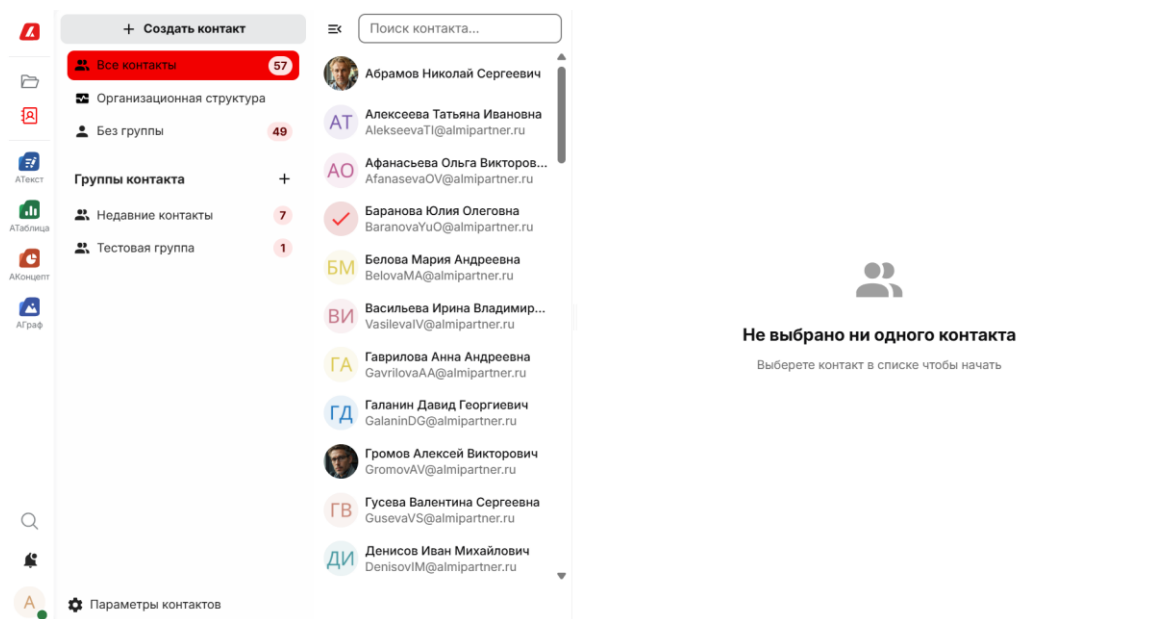 + Создать контакт
Поиск контакта...
Все контакты 57
Организационная структура
Без группы 49
Группы контакта +
Недавние контакты 7
Тестовая группа 1
Параметры контактов
АТекст
АТаблица
АКонцепт
АГраф
А
Абрамов Николай Сергеевич
АТ
Алексеева Татьяна Ивановна
AlekseevaTI@almipartner.ru
АО
Афанасьева Ольга Викторов...
AfanasevaOV@almipartner.ru
Баранова Юлия Олеговна
BaranovaYuO@almipartner.ru
БМ
Белова Мария Андреевна
BelovaMA@almipartner.ru
ВИ
Васильева Ирина Владимир...
VasilevaIV@almipartner.ru
ГА
Гаврилова Анна Андреевна
GavrilovaAA@almipartner.ru
ГД
Галанин Давид Георгиевич
GalaninDG@almipartner.ru
Громов Алексей Викторович
GromovAV@almipartner.ru
ГВ
Гусева Валентина Сергеевна
GusevaVS@almipartner.ru
ДИ
Денисов Иван Михайлович
DenisovIM@almipartner.ru
Не выбрано ни одного контакта
Выберете контакт в списке чтобы начать